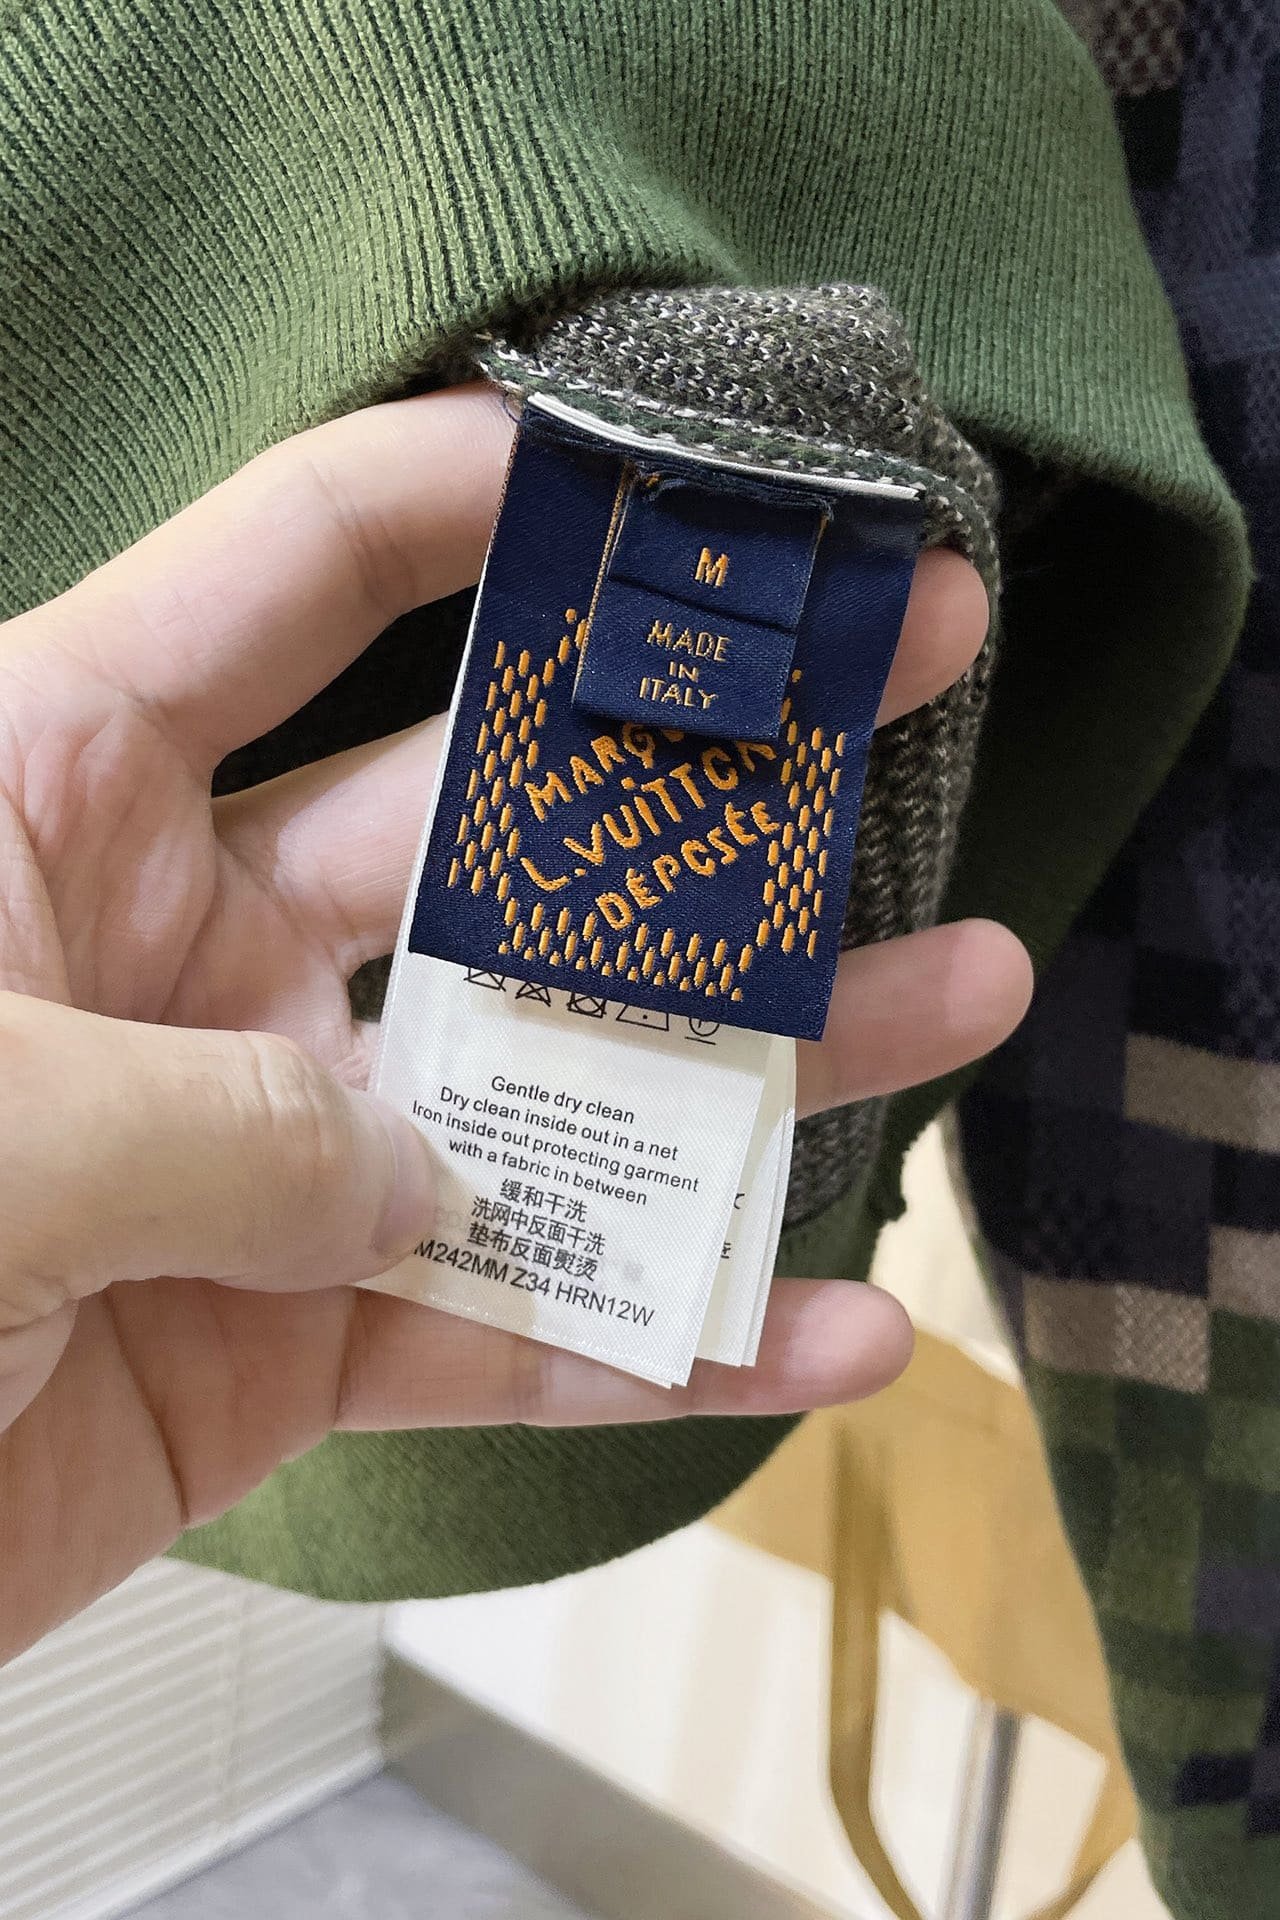 M
MADE
IN
ITALY
L.VUITTON
DÉPOSÉE
Gentle dry clean
Dry clean inside out in a net
Iron inside out protecting garment
with a fabric in between
缓和干洗
洗网中反面干洗
垫布反面熨烫
M242MM Z34 HRN12W